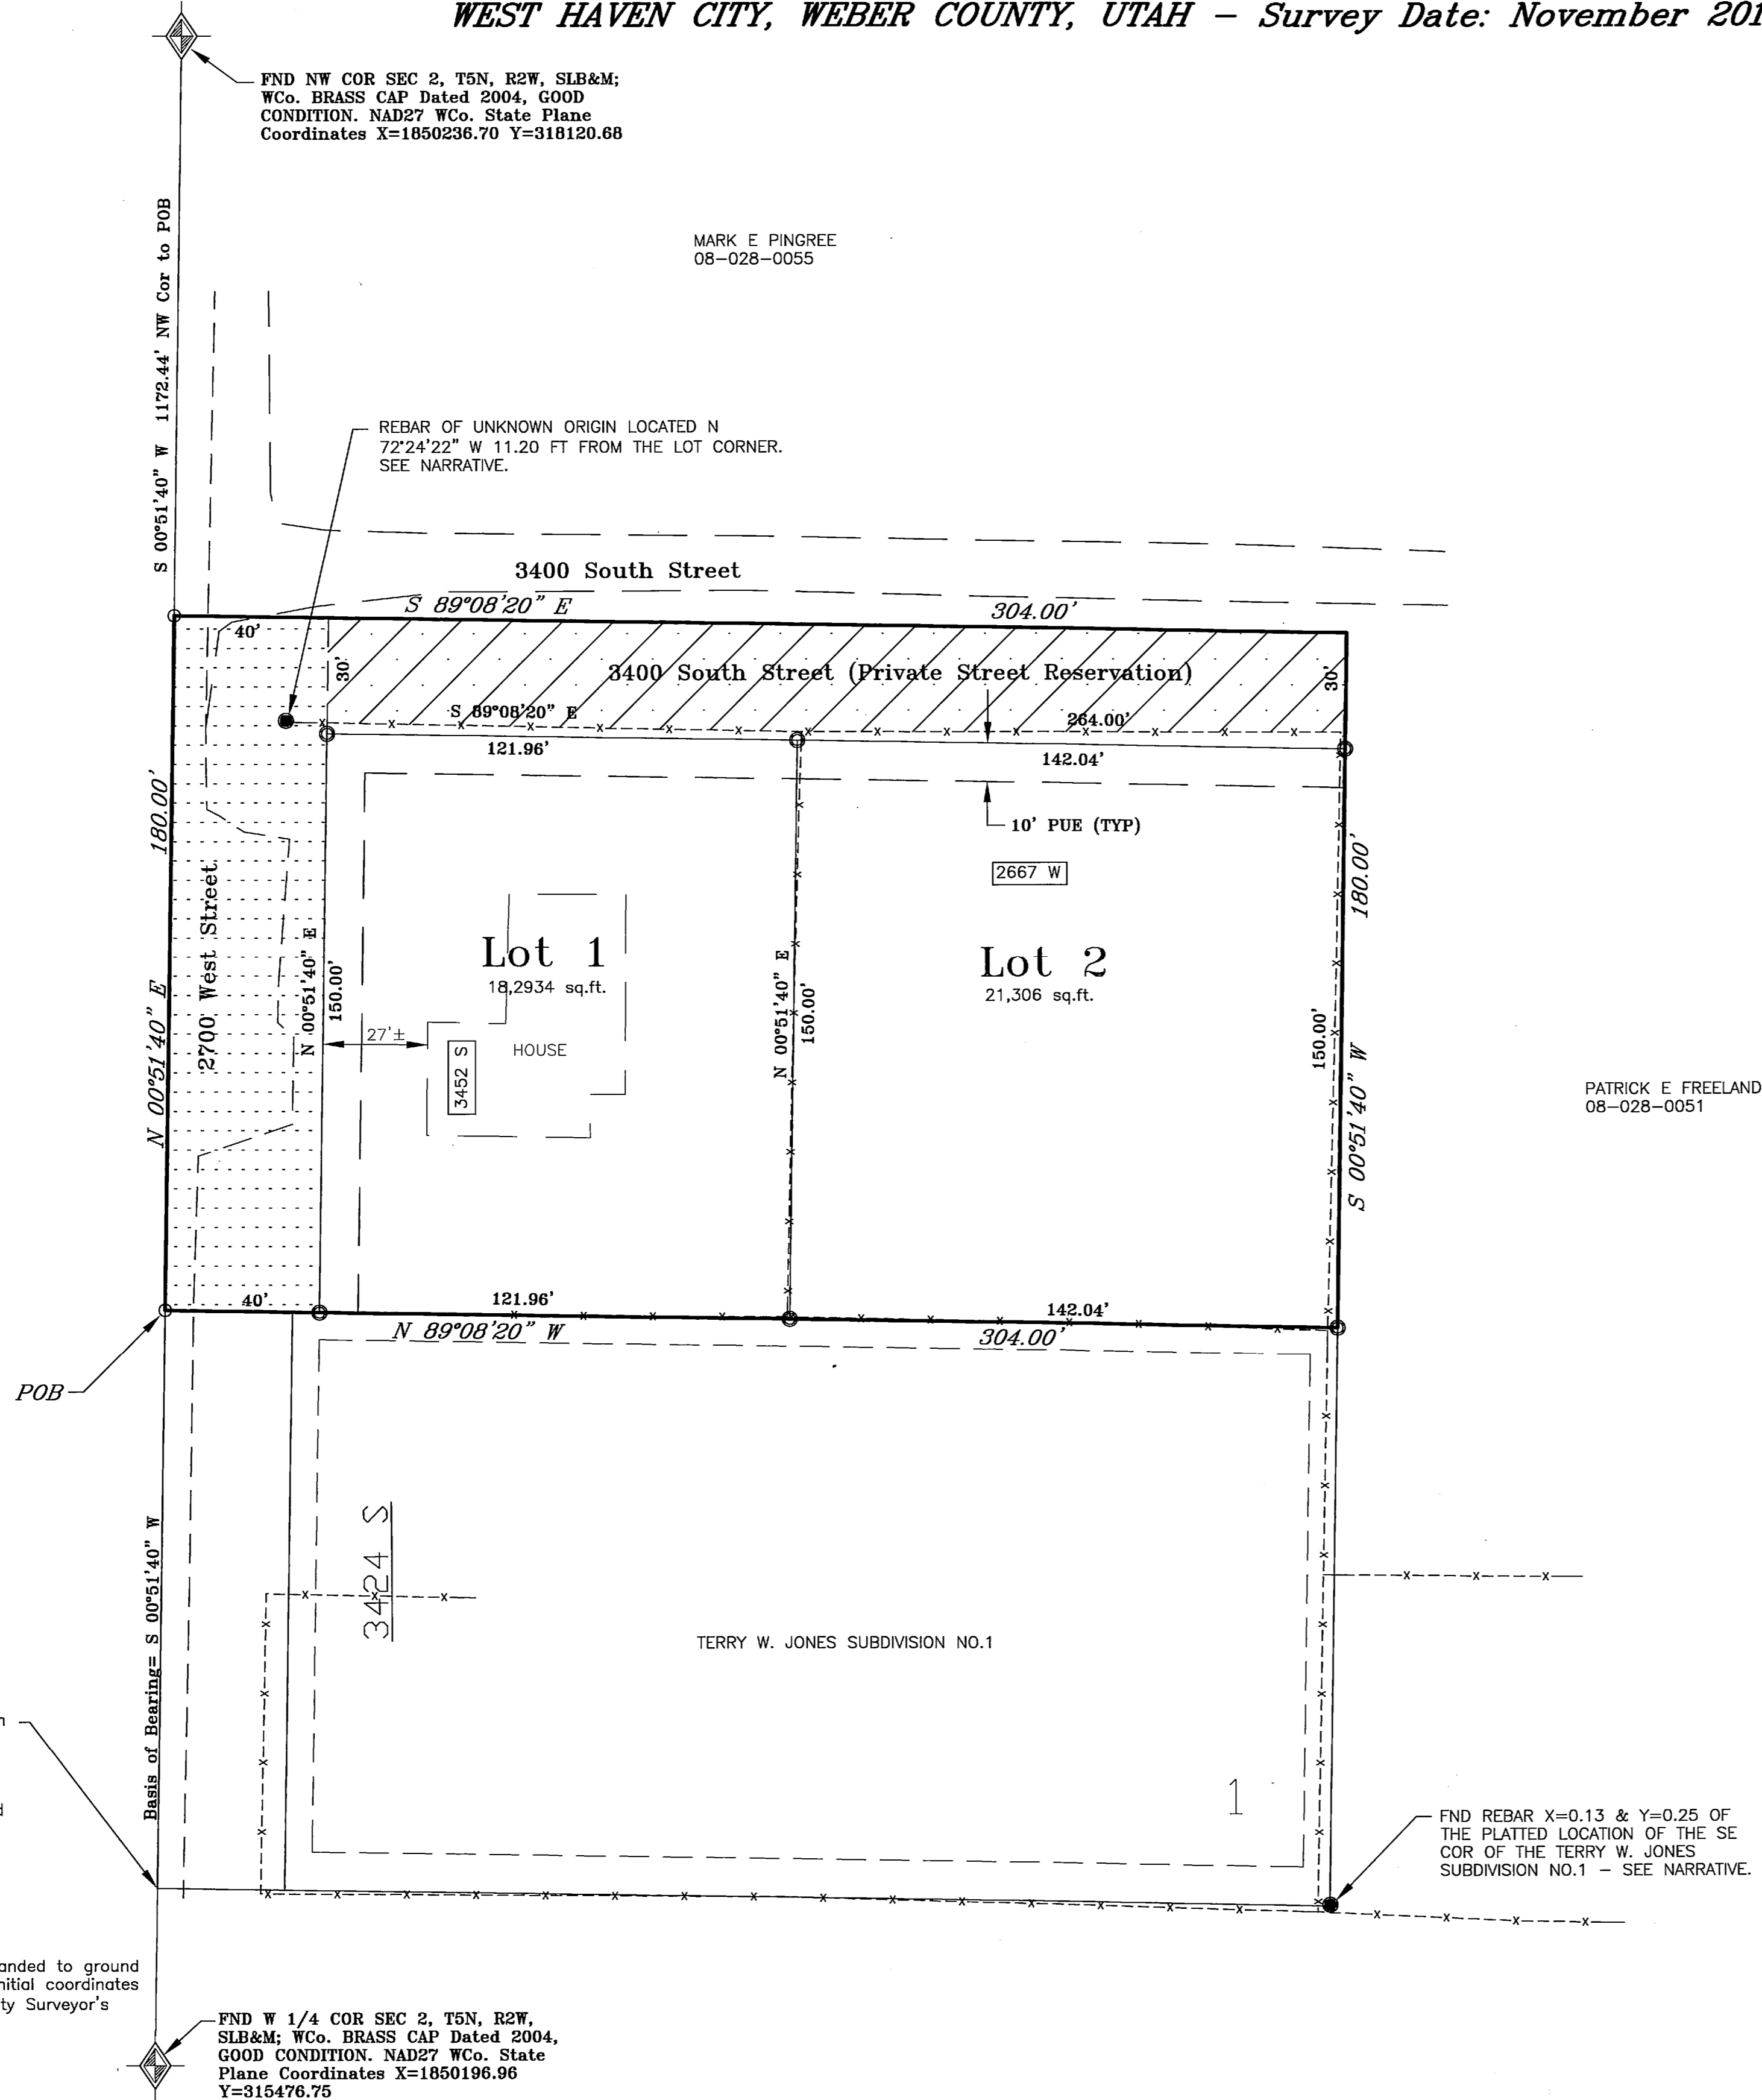 WEST HAVEN CITY, WEBER COUNTY, UTAH – Survey Date: November 201
FND NW COR SEC 2, T5N, R2W, SLB&M;
WCo. BRASS CAP Dated 2004, GOOD
CONDITION. NAD27 WCo. State Plane
Coordinates X=1850236.70 Y=318120.68
S 00°51'40" W 1172.44' NW Cor to POB
MARK E PINGREE
08-028-0055
REBAR OF UNKNOWN ORIGIN LOCATED N
72°24'22" W 11.20 FT FROM THE LOT CORNER.
SEE NARRATIVE.
3400 South Street
S 89°08'20" E
304.00'
40'
30'
3400 South Street (Private Street Reservation)
30'
S 89°08'20" E
264.00'
121.96'
142.04'
10' PUE (TYP)
2667 W
180.00'
N 00°51'40" E
2700 West Street
N 00°51'40" E
150.00'
Lot 1
18,2934 sq.ft.
27'±
3452 S
HOUSE
N 00°51'40" E
150.00'
Lot 2
21,306 sq.ft.
150.00'
180.00'
S 00°51'40" W
PATRICK E FREELAND
08-028-0051
40'
121.96'
142.04'
N 89°08'20" W
304.00'
POB
Basis of Bearing= S 00°51'40" W
3424 S
TERRY W. JONES SUBDIVISION NO.1
1
FND REBAR X=0.13 & Y=0.25 OF
THE PLATTED LOCATION OF THE SE
COR OF THE TERRY W. JONES
SUBDIVISION NO.1 – SEE NARRATIVE.
anded to ground
nitial coordinates
ty Surveyor's
FND W 1/4 COR SEC 2, T5N, R2W,
SLB&M; WCo. BRASS CAP Dated 2004,
GOOD CONDITION. NAD27 WCo. State
Plane Coordinates X=1850196.96
Y=315476.75